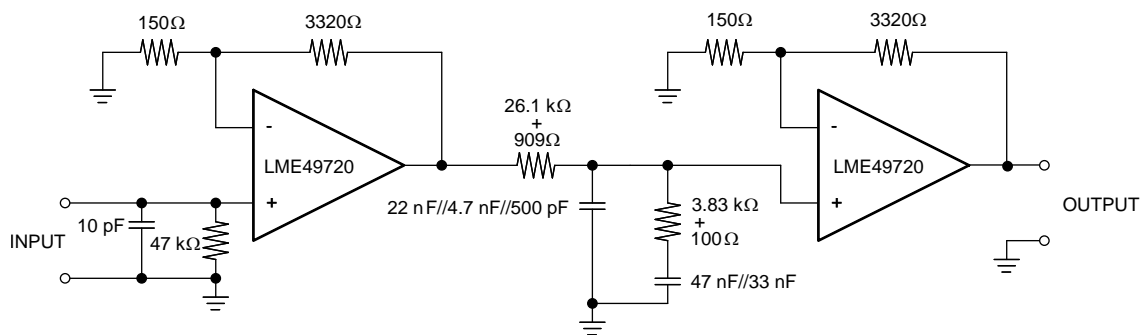 150Ω
3320Ω
150Ω
3320Ω
26.1 kΩ
+
909Ω
-
LME49720
+
-
LME49720
+
10 pF
47 kΩ
INPUT
22 nF//4.7 nF//500 pF
3.83 kΩ
+
100Ω
47 nF//33 nF
OUTPUT